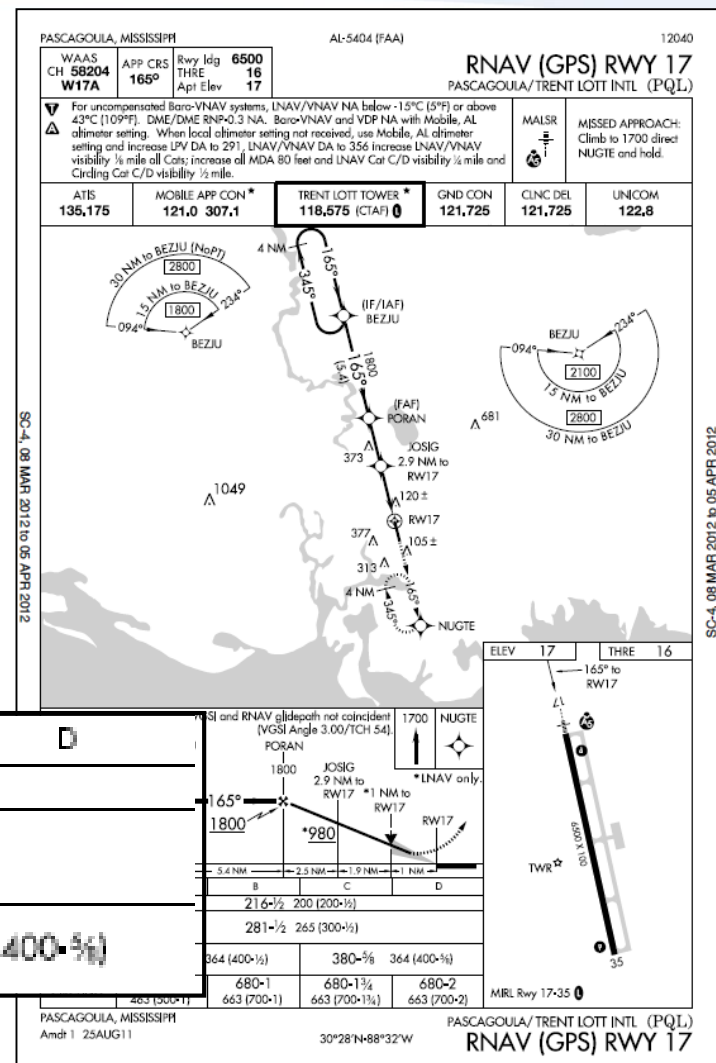 PASCAGOULA, MISSISSIPPI
AL-5404 (FAA)
12040
WAAS
CH 58204
W17A
APP CRS
165°
Rwy ldg 6500
THRE 16
Apt Elev 17
RNAV (GPS) RWY 17
PASCAGOULA/TRENT LOTT INTL (PQL)
T
A
For uncompensated Baro-VNAV systems, LNAV/VNAV NA below -15°C (5°F) or above
43°C (109°F). DME/DME RNP-0.3 NA. Baro-VNAV and VDP NA with Mobile, AL
altimeter setting. When local altimeter setting not received, use Mobile, AL altimeter
setting and increase LPV DA to 291, LNAV/VNAV DA to 356 increase LNAV/VNAV
visibility ⅛ mile all Cats; increase all MDA 80 feet and LNAV Cat C/D visibility ¼ mile and
Circling Cat C/D visibility ½ mile.
MALSR
MISSED APPROACH:
Climb to 1700 direct
NUGTE and hold.
ATIS
135.175
MOBILE APP CON *
121.0 307.1
TRENT LOTT TOWER *
118.575 (CTAF) L
GND CON
121.725
CLNC DEL
121.725
UNICOM
122.8
30 NM to BEZJU (NoPT)
2800
15 NM to BEZJU
1800
094°
234°
BEZJU
4 NM
165°
345°
(IF/IAF)
BEZJU
1800
165°
(5.4)
(FAF)
PORAN
681
373
JOSIG
2.9 NM to
RW17
1049
120 ±
RW17
377
105 ±
313
4 NM
165°
345°
NUGTE
BEZJU
094°
234°
2100
15 NM to BEZJU
2800
30 NM to BEZJU
SC-4, 08 MAR 2012 to 05 APR 2012
SC-4, 08 MAR 2012 to 05 APR 2012
ELEV 17
THRE 16
165° to
RW17
17
6500 X 100
TWR
35
MIRL Rwy 17-35 L
and RNAV glidepath not coincident
(VGSI Angle 3.00/TCH 54).
1700
NUGTE
*LNAV only.
PORAN
1800
JOSIG
2.9 NM to
RW17
*1 NM to
RW17
RW17
165°
1800
*980
5.4 NM
2.5 NM
1.9 NM
1 NM
B
C
D
216-½ 200 (200-½)
281-½ 265 (300-½)
364 (400-½)
380-⅝ 364 (400-⅝)
680-1
663 (700-1)
680-1¾
663 (700-1¾)
680-2
663 (700-2)
463 (500-1)
D
400-⅝)
PASCAGOULA, MISSISSIPPI
Amdt 1 25AUG11
30°28'N-88°32'W
PASCAGOULA/TRENT LOTT INTL (PQL)
RNAV (GPS) RWY 17